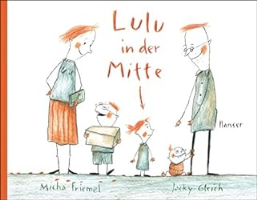 Lulu
in der
Mitte
Hanser
Micha Friemel
Jacky Gleich